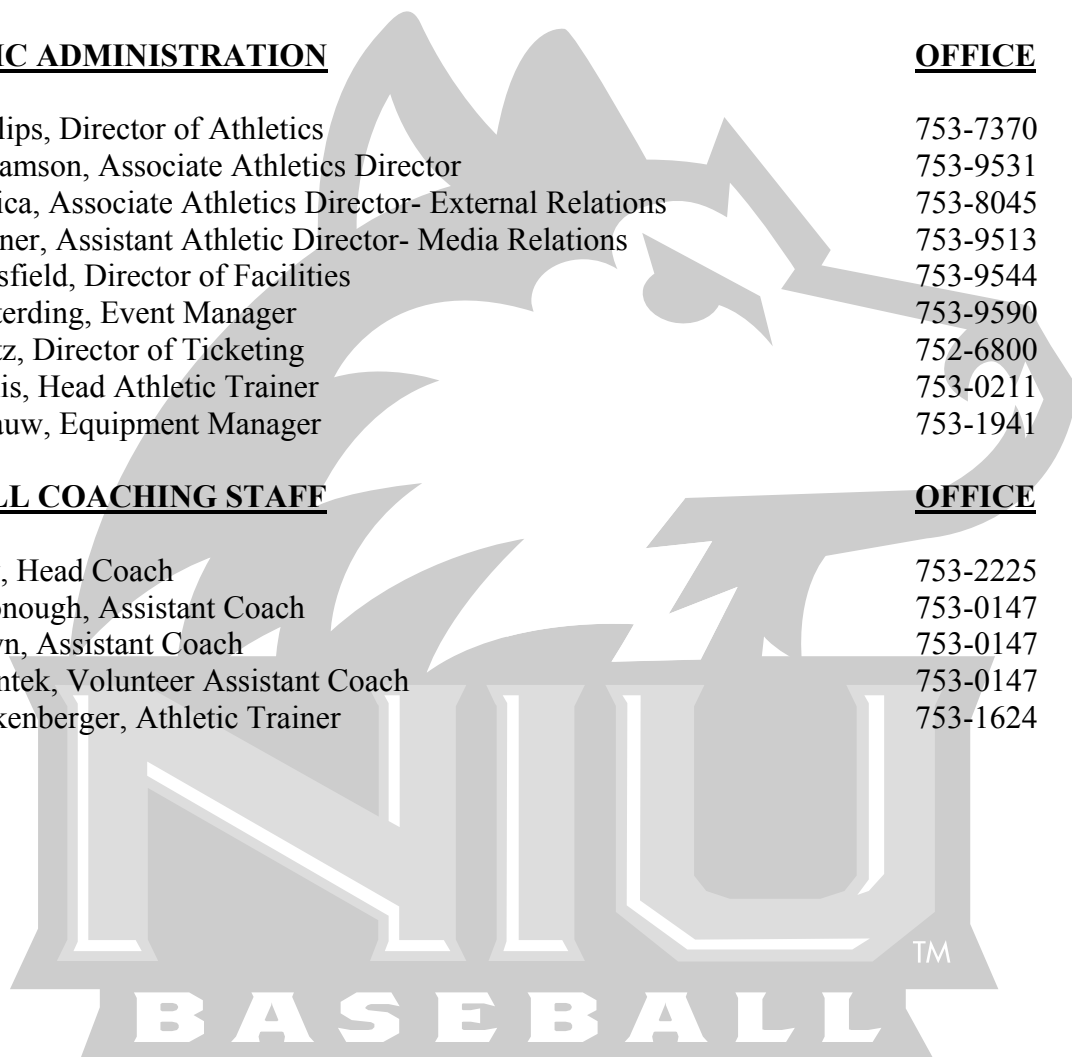 IC ADMINISTRATION OFFICE
lips, Director of Athletics 753-7370
amson, Associate Athletics Director 753-9531
ica, Associate Athletics Director- External Relations 753-8045
ner, Assistant Athletic Director- Media Relations 753-9513
sfield, Director of Facilities 753-9544
terding, Event Manager 753-9590
tz, Director of Ticketing 752-6800
is, Head Athletic Trainer 753-0211
auw, Equipment Manager 753-1941
LL COACHING STAFF OFFICE
, Head Coach 753-2225
onough, Assistant Coach 753-0147
wn, Assistant Coach 753-0147
ntek, Volunteer Assistant Coach 753-0147
kenberger, Athletic Trainer 753-1624
NIU
TM
BASEBALL